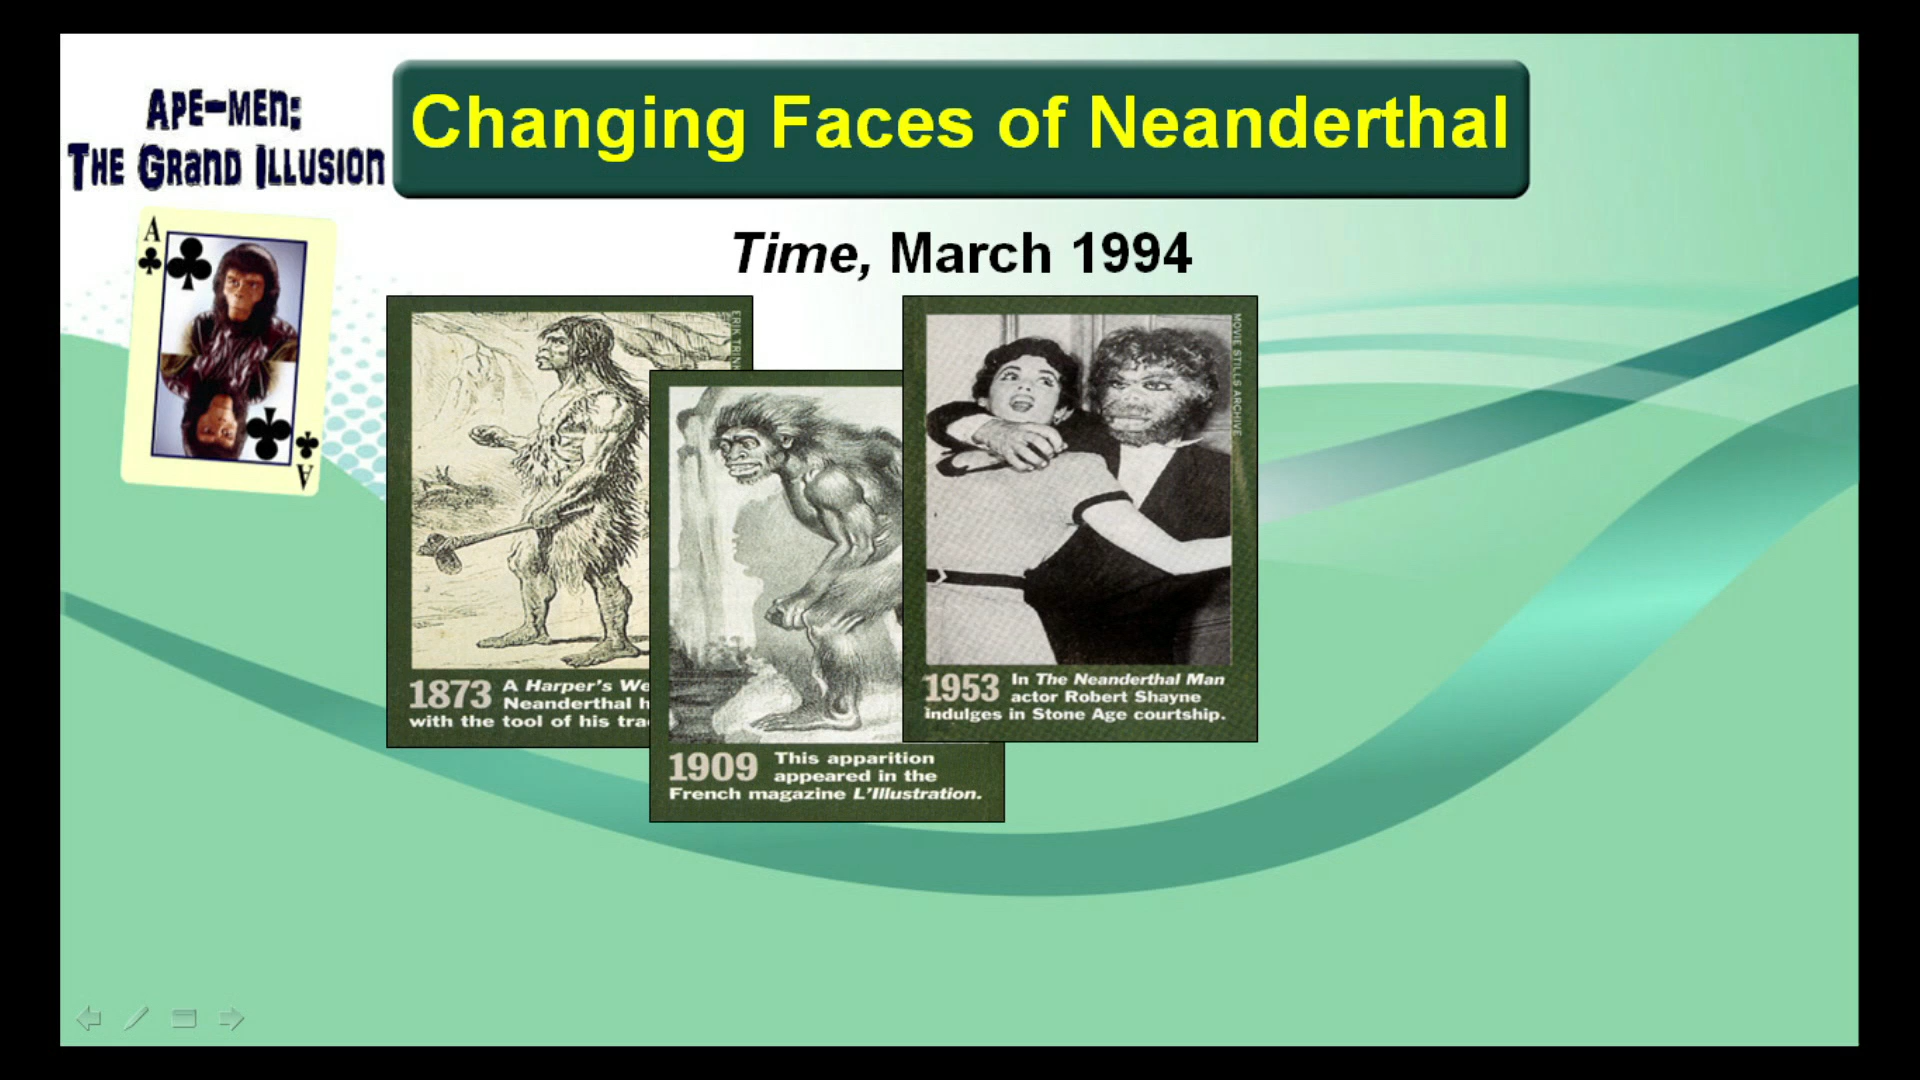 APE-MEN:
THE GRAND ILLUSION
Changing Faces of Neanderthal
Time, March 1994
A
A
ERIK
1873 A Harper's
Neanderthal
with the tool of his
1909 This apparition
appeared in the
French magazine L'Illustration.
MOVIE STILLS ARCHIVE
1953 In The Neanderthal Man
actor Robert Shayne
indulges in Stone Age courtship.